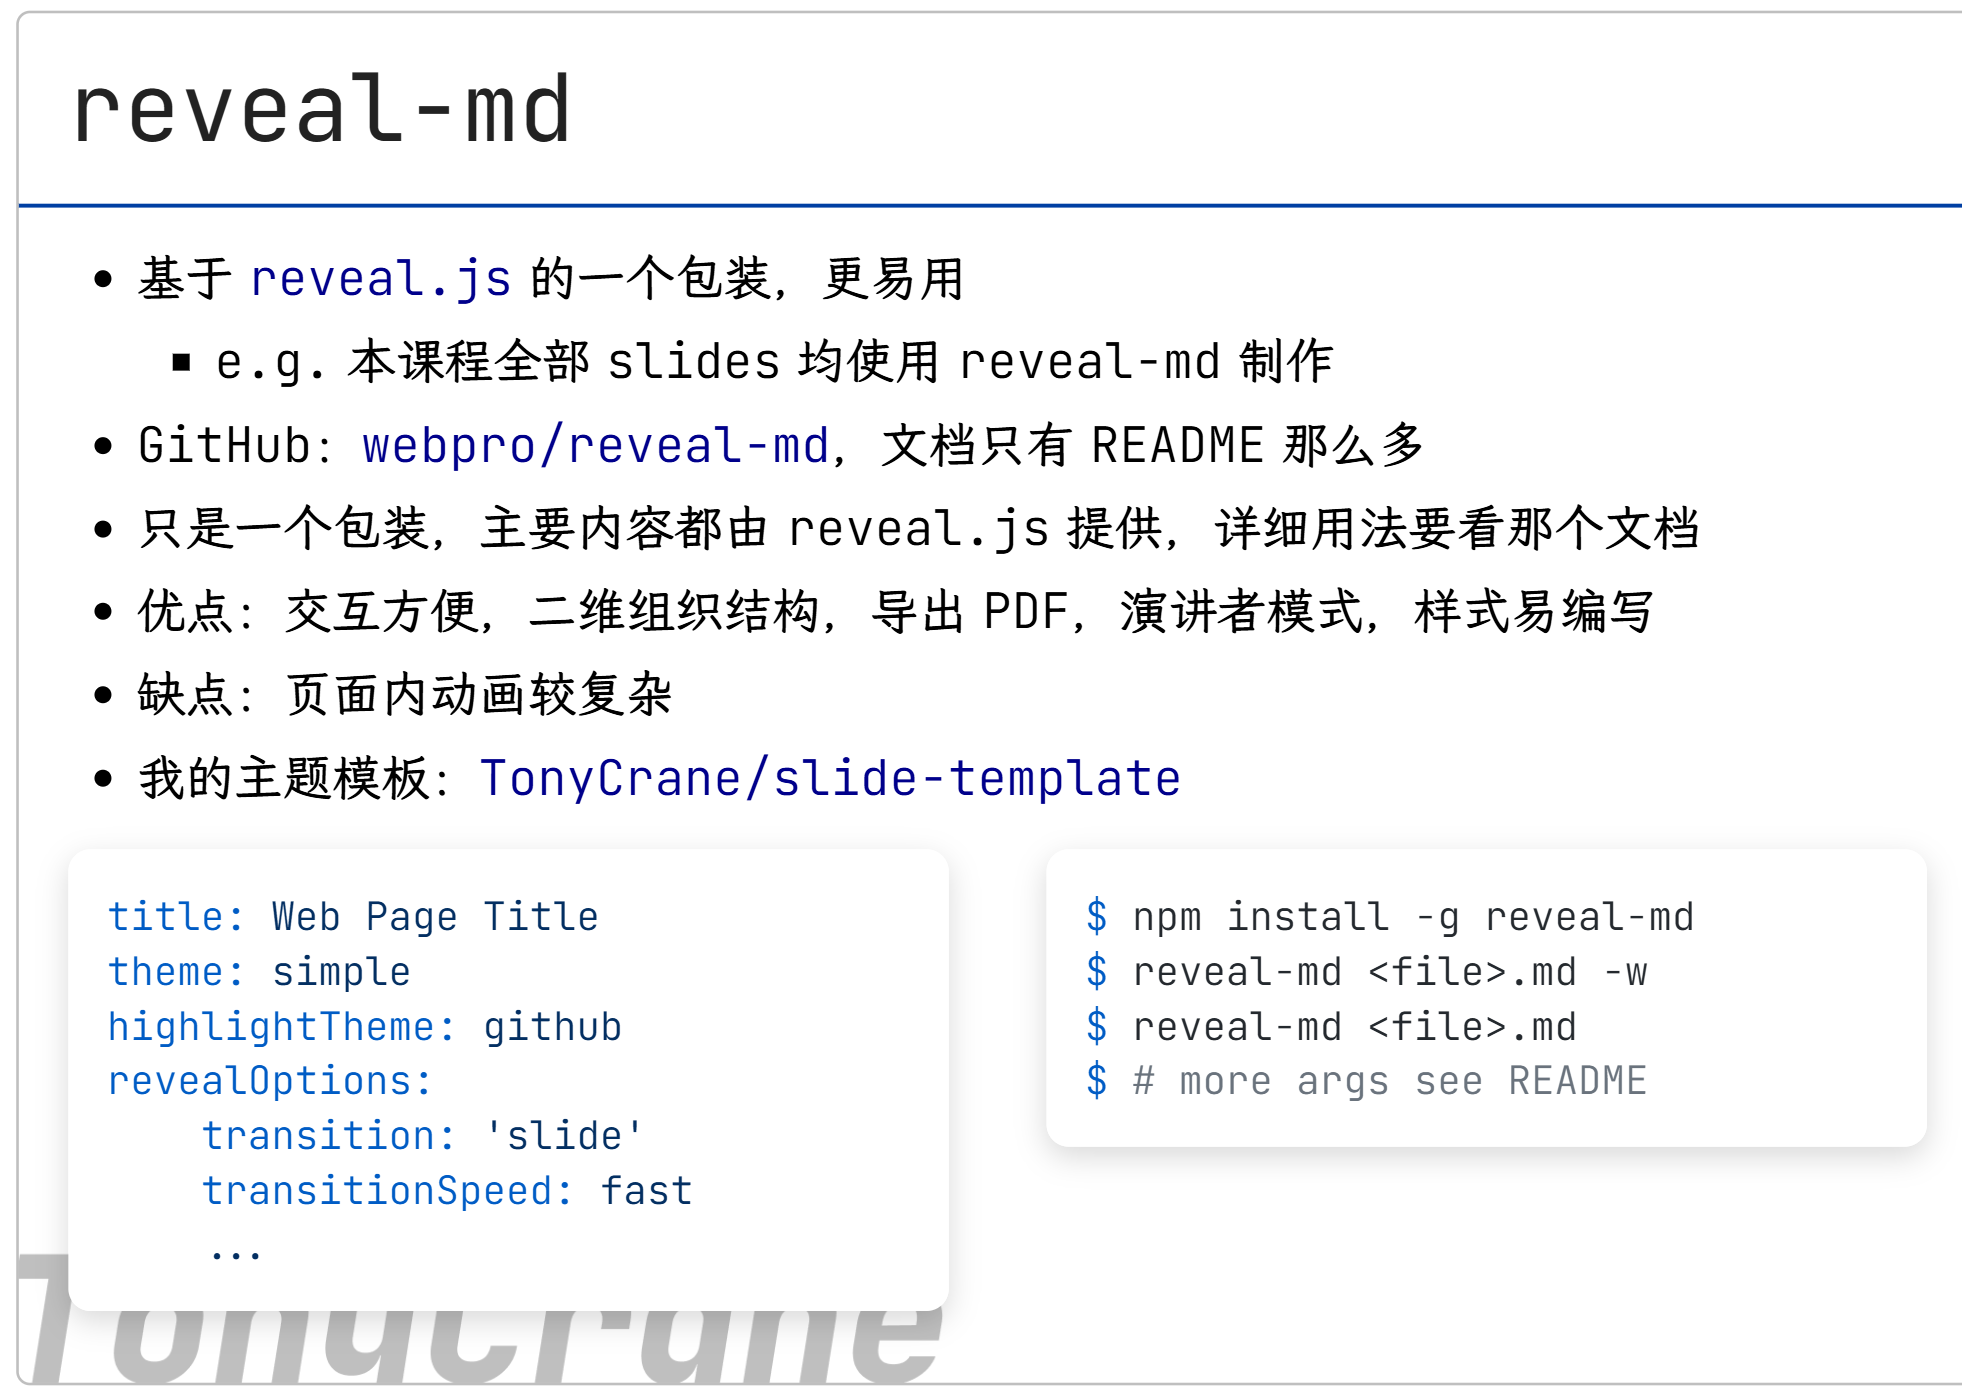 reveal-md
基于 reveal.js 的一个包装，更易用
e.g. 本课程全部 slides 均使用 reveal-md 制作
GitHub：webpro/reveal-md，文档只有 README 那么多
只是一个包装，主要内容都由 reveal.js 提供，详细用法要看那个文档
优点：交互方便，二维组织结构，导出 PDF，演讲者模式，样式易编写
缺点：页面内动画较复杂
我的主题模板：TonyCrane/slide-template
title: Web Page Title
theme: simple
highlightTheme: github
revealOptions:
    transition: 'slide'
    transitionSpeed: fast
    ...
$ npm install -g reveal-md
$ reveal-md <file>.md -w
$ reveal-md <file>.md
$ # more args see README
TonyCrane